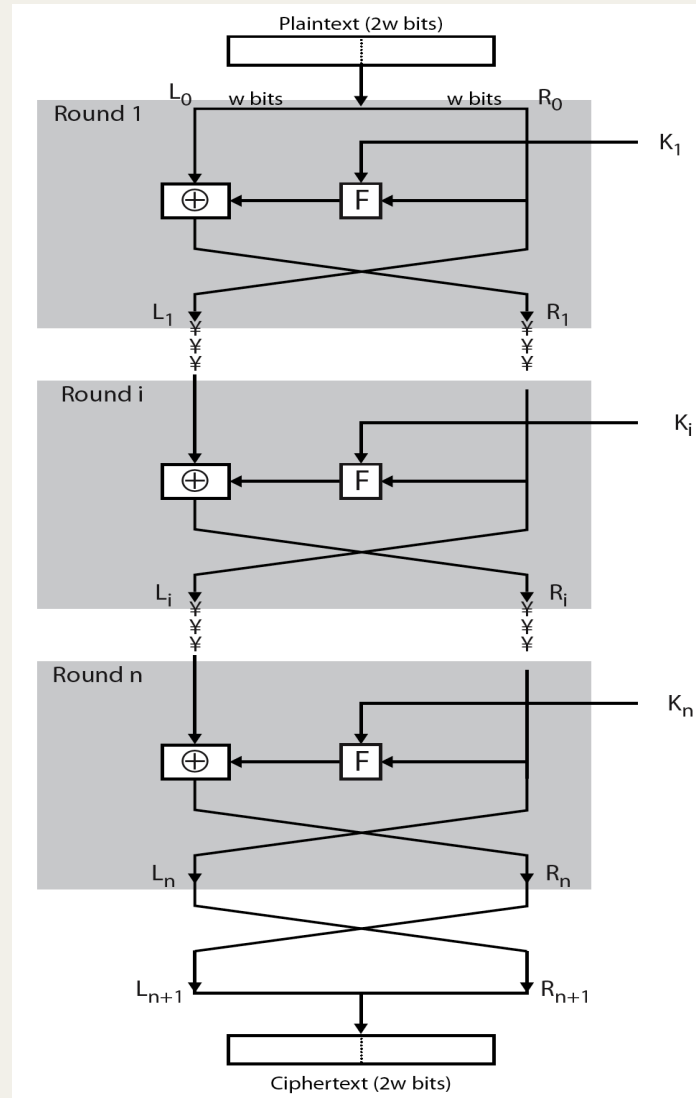 Plaintext (2w bits)
L0 w bits w bits R0
Round 1
K1
⊕ F
L1 R1
¥ ¥
¥ ¥
¥ ¥
Round i
Ki
⊕ F
Li Ri
¥ ¥
¥ ¥
¥ ¥
Round n
Kn
⊕ F
Ln Rn
Ln+1 Rn+1
Ciphertext (2w bits)